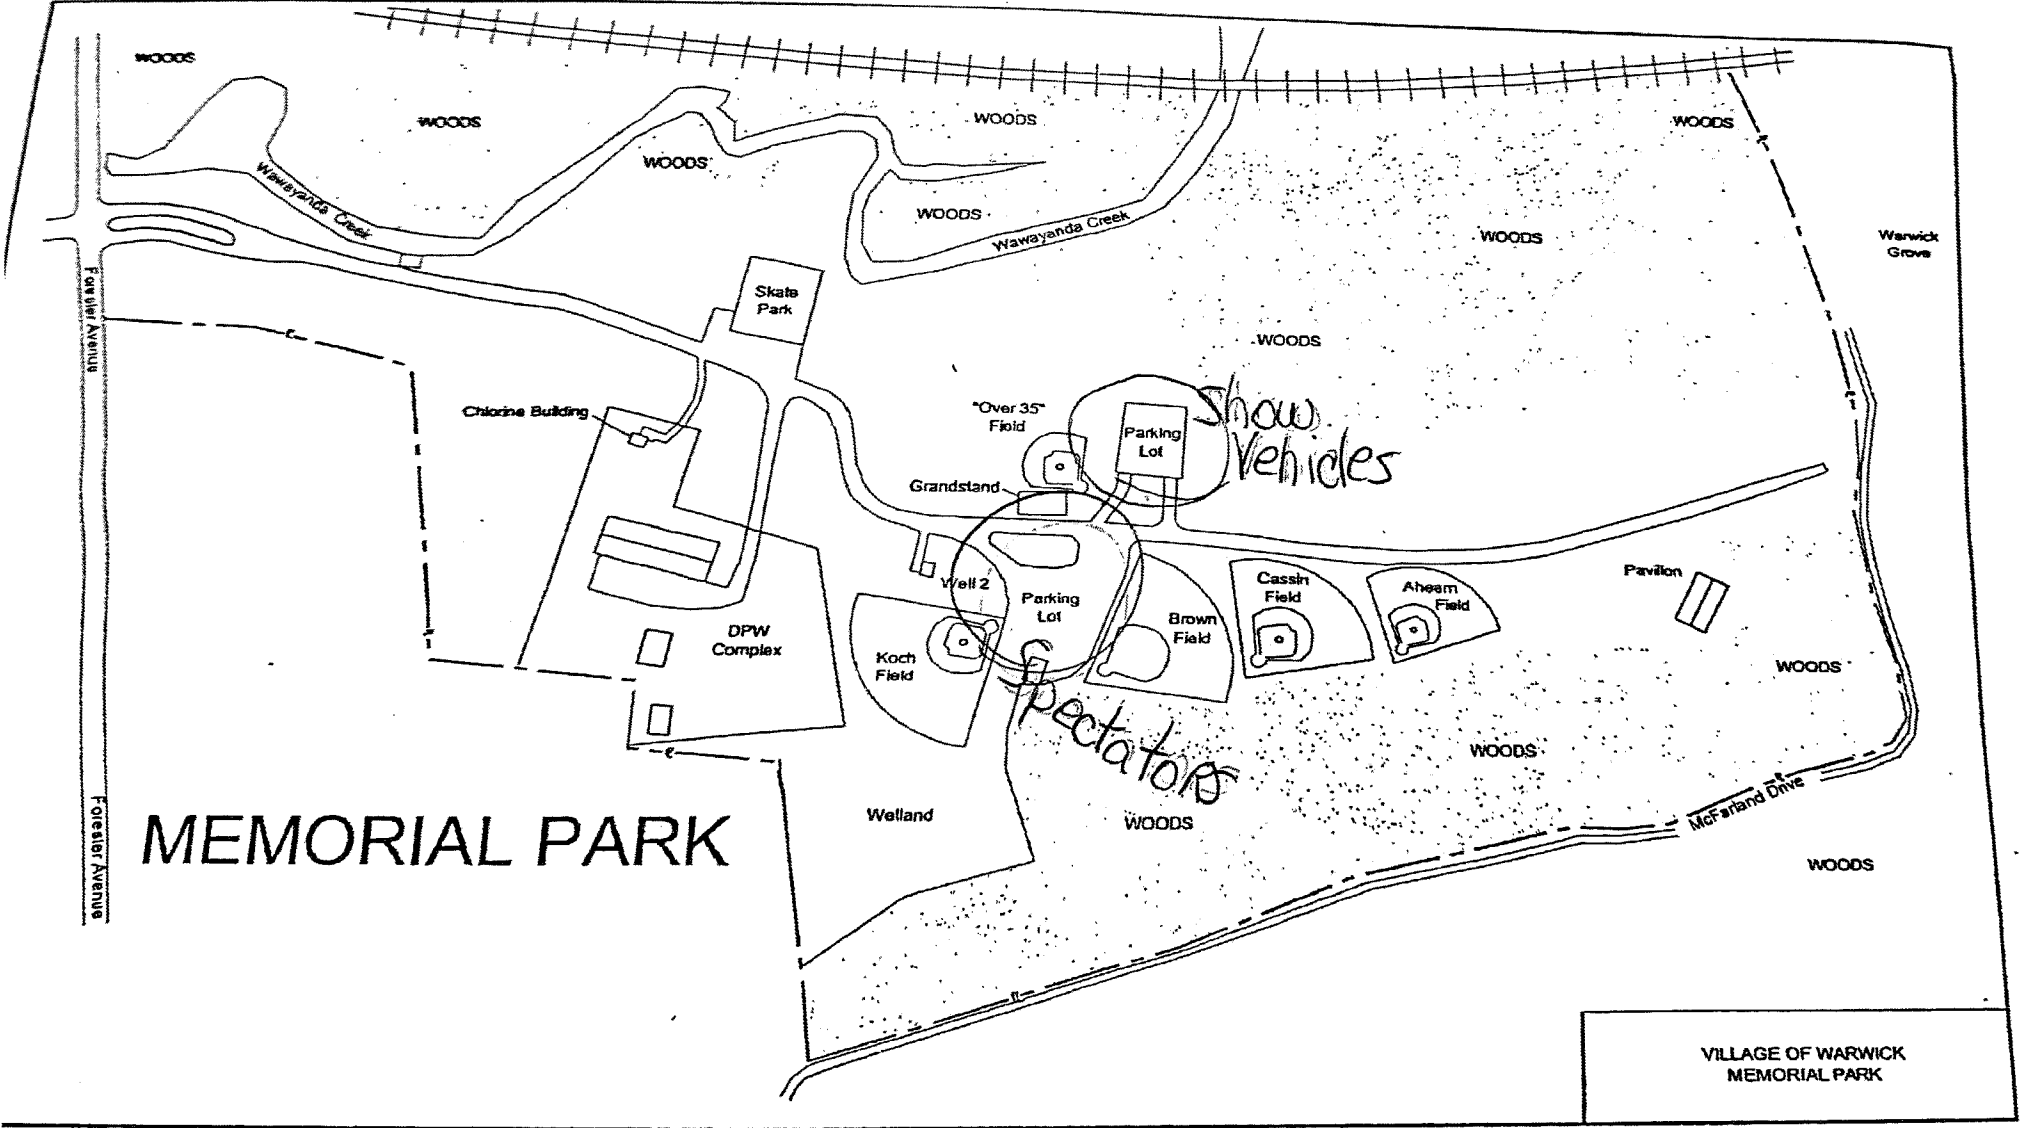 WOODS
WOODS
WOODS
WOODS
WOODS
WOODS
Wawayanda Creek
Wawayanda Creek
WOODS
Warwick
Grove
Forester Avenue
Skate
Park
WOODS
Chlorine Building
"Over 35"
Field
Parking
Lot
Show
Vehicles
Grandstand
Well 2
Parking
Lot
Cassin
Field
Ahearn
Field
Pavilion
Brown
Field
DPW
Complex
Koch
Field
WOODS
Spectators
WOODS
Wetland
WOODS
McFarland Drive
WOODS
Forester Avenue
MEMORIAL PARK
VILLAGE OF WARWICK
MEMORIAL PARK